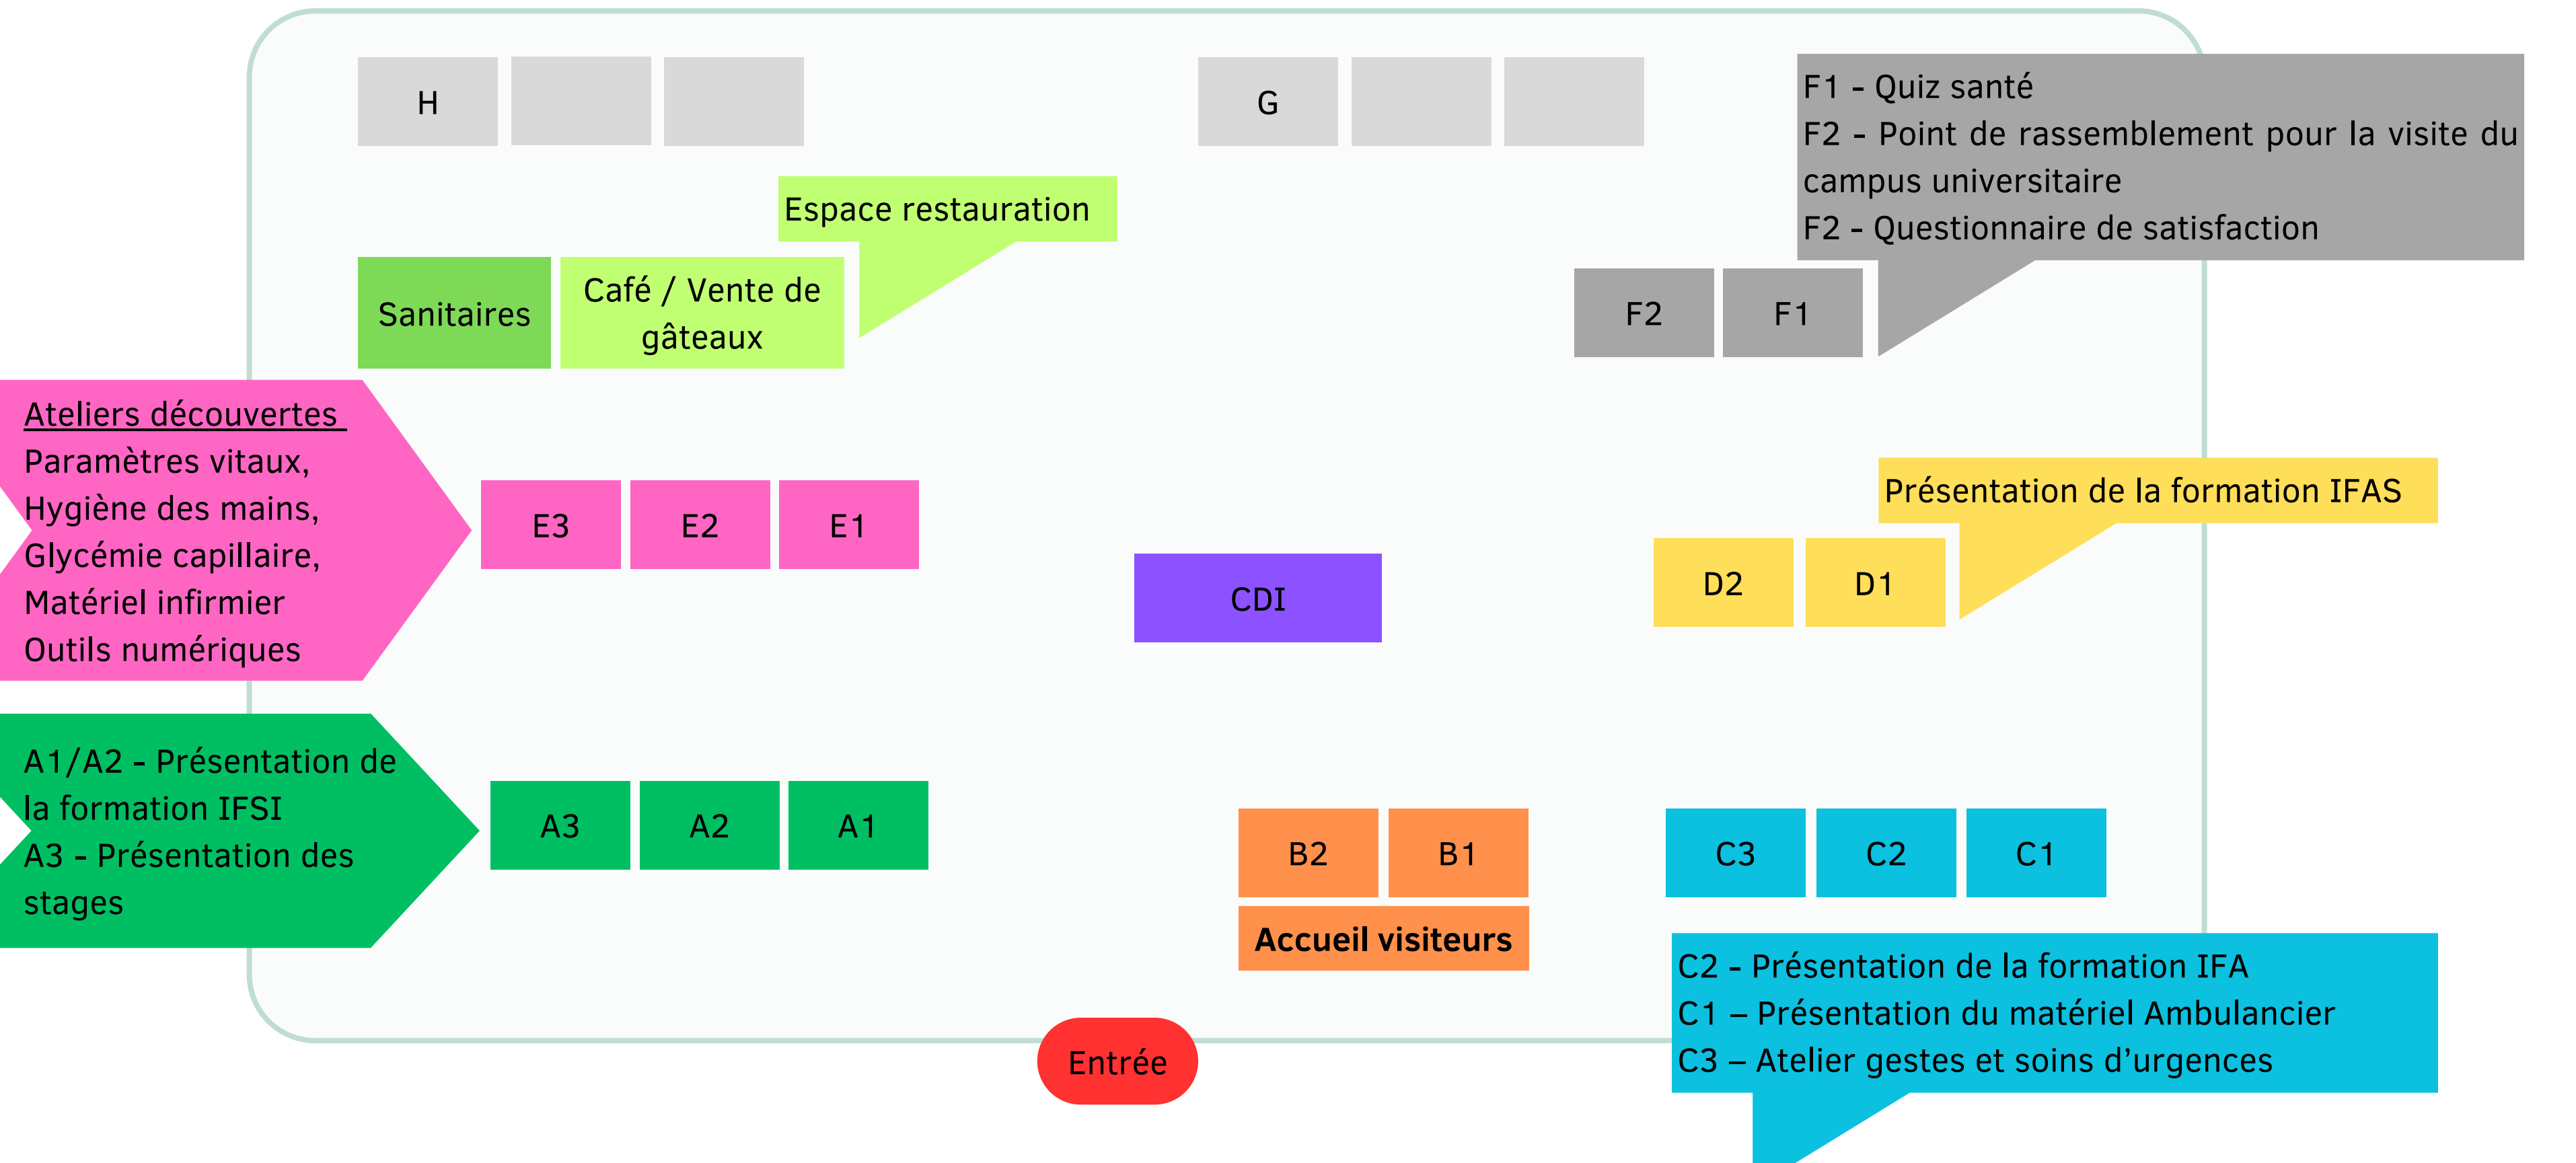 H
G
F1 - Quiz santé
F2 - Point de rassemblement pour la visite du
campus universitaire
F2 - Questionnaire de satisfaction
Espace restauration
Sanitaires
Café / Vente de
gâteaux
F2
F1
Ateliers découvertes
Paramètres vitaux,
Hygiène des mains,
Glycémie capillaire,
Matériel infirmier
Outils numériques
E3
E2
E1
Présentation de la formation IFAS
CDI
D2
D1
A1/A2 - Présentation de
la formation IFSI
A3 - Présentation des
stages
A3
A2
A1
B2
B1
Accueil visiteurs
C3
C2
C1
C2 - Présentation de la formation IFA
C1 – Présentation du matériel Ambulancier
C3 – Atelier gestes et soins d’urgences
Entrée